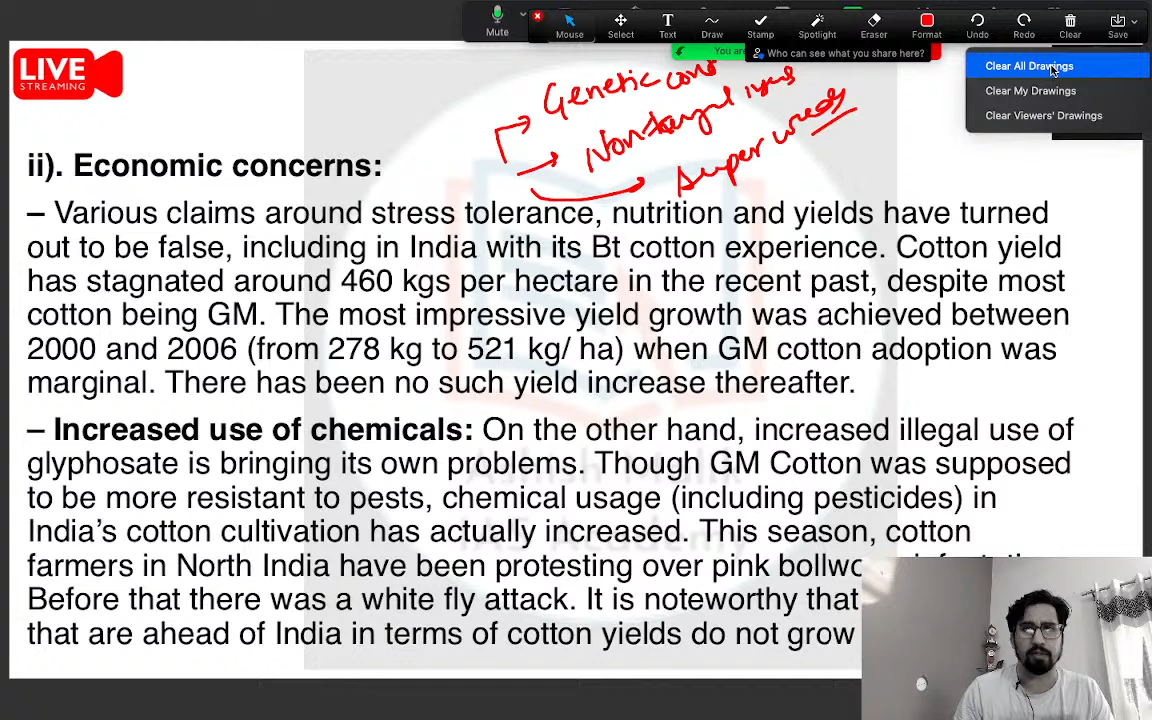 Mute
Mouse
Select
Text
Draw
Stamp
Spotlight
Eraser
Format
Undo
Redo
Clear
Save
You are
Who can see what you share here?
Clear All Drawings
Clear My Drawings
Clear Viewers' Drawings
LIVE
STREAMING
Genetic
Super weeds
ii). Economic concerns:
– Various claims around stress tolerance, nutrition and yields have turned
out to be false, including in India with its Bt cotton experience. Cotton yield
has stagnated around 460 kgs per hectare in the recent past, despite most
cotton being GM. The most impressive yield growth was achieved between
2000 and 2006 (from 278 kg to 521 kg/ ha) when GM cotton adoption was
marginal. There has been no such yield increase thereafter.
– Increased use of chemicals: On the other hand, increased illegal use of
glyphosate is bringing its own problems. Though GM Cotton was supposed
to be more resistant to pests, chemical usage (including pesticides) in
India's cotton cultivation has actually increased. This season, cotton
farmers in North India have been protesting over pink
Before that there was a white fly attack. It is noteworthy that
that are ahead of India in terms of cotton yields do not grow